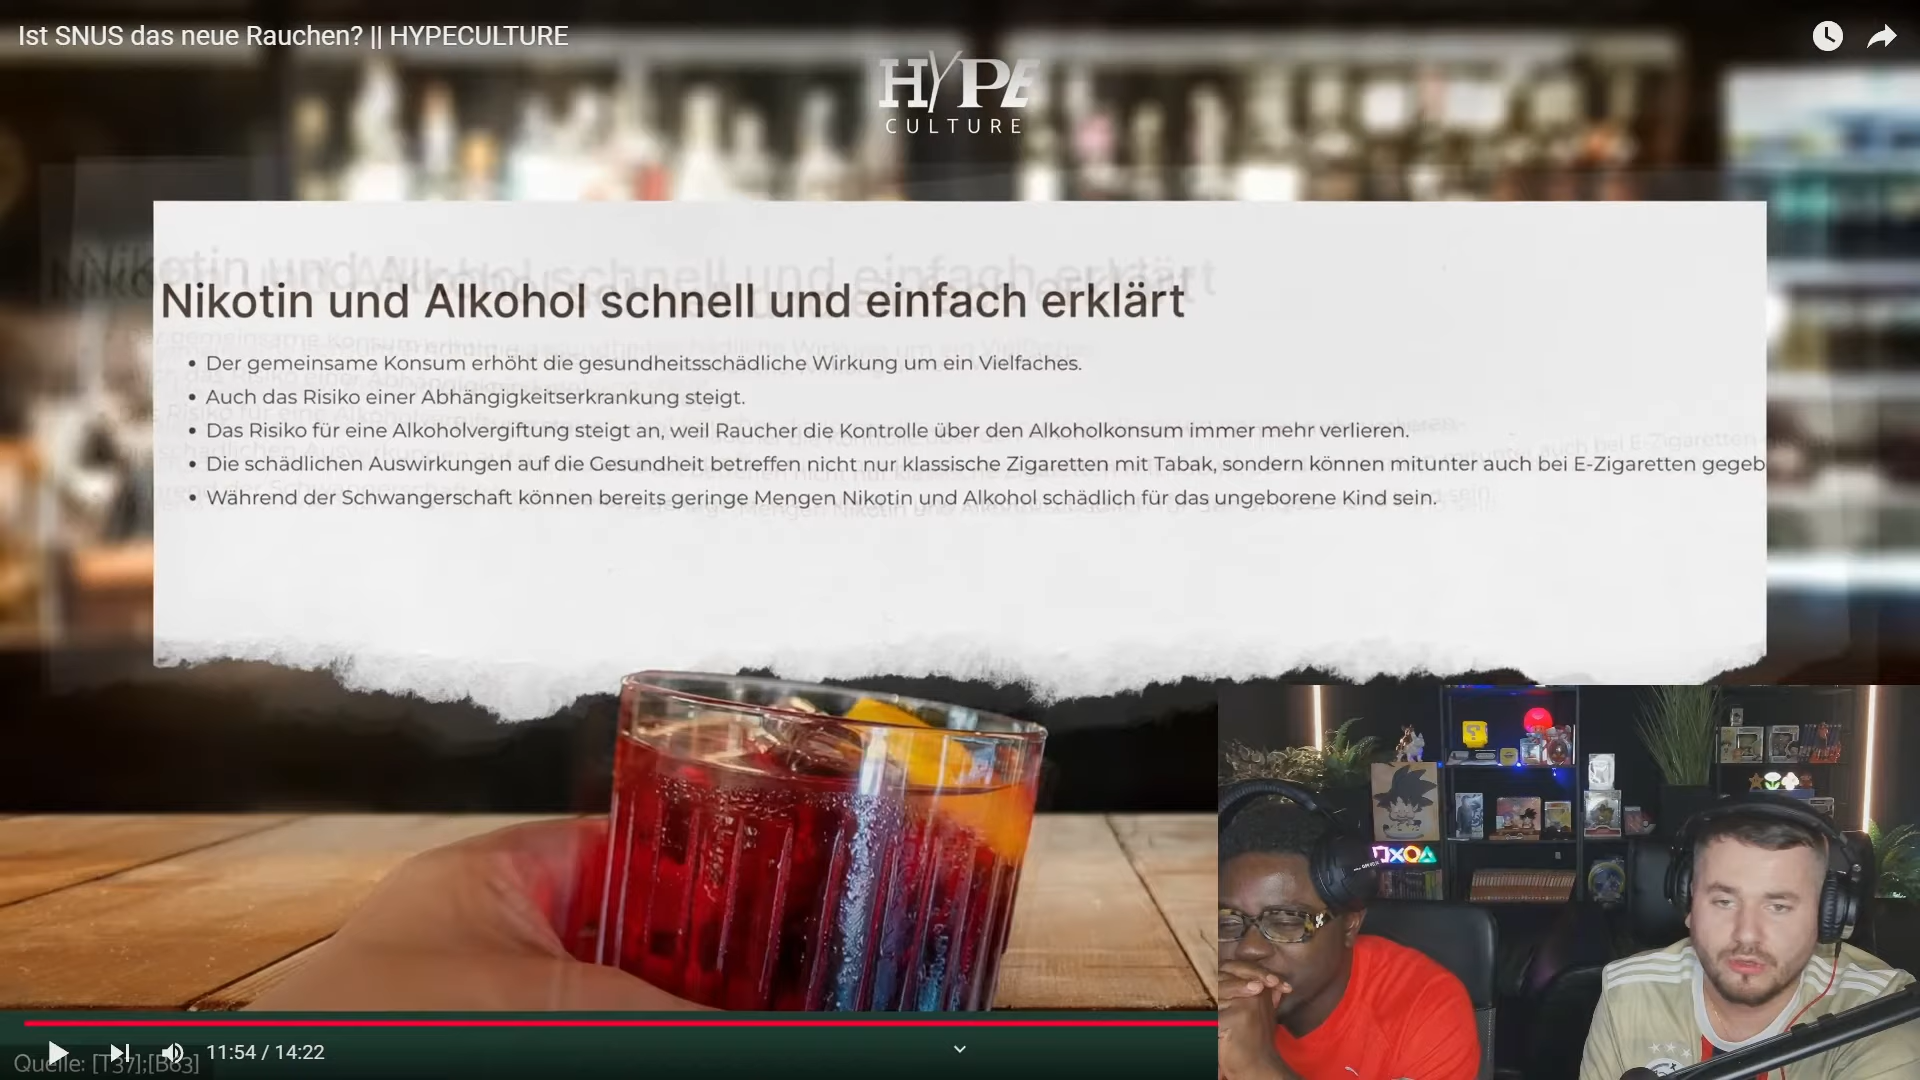 Ist SNUS das neue Rauchen? || HYPECULTURE
HYPE
CULTURE
Nikotin und Alkohol schnell und einfach erklärt
• Der gemeinsame Konsum erhöht die gesundheitsschädliche Wirkung um ein Vielfaches.
• Auch das Risiko einer Abhängigkeitserkrankung steigt.
• Das Risiko für eine Alkoholvergiftung steigt an, weil Raucher die Kontrolle über den Alkoholkonsum immer mehr verlieren.
• Die schädlichen Auswirkungen auf die Gesundheit betreffen nicht nur klassische Zigaretten mit Tabak, sondern können mitunter auch bei E-Zigaretten gegeb
• Während der Schwangerschaft können bereits geringe Mengen Nikotin und Alkohol schädlich für das ungeborene Kind sein.
11:54 / 14:22
Quelle: [T37];[B63]